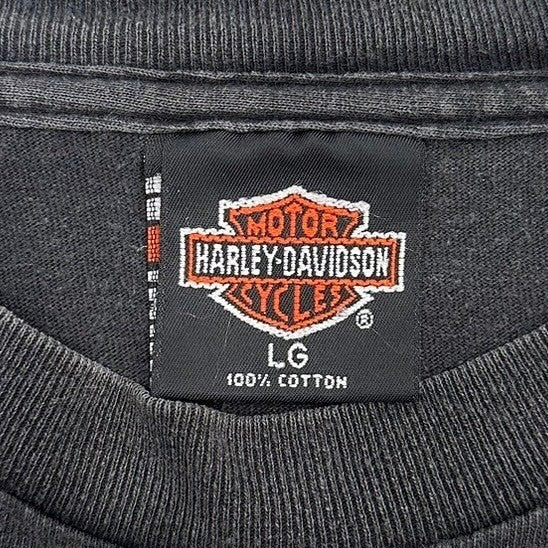 MOTOR
HARLEY-DAVIDSON
CYCLES
®
LG
100% COTTON